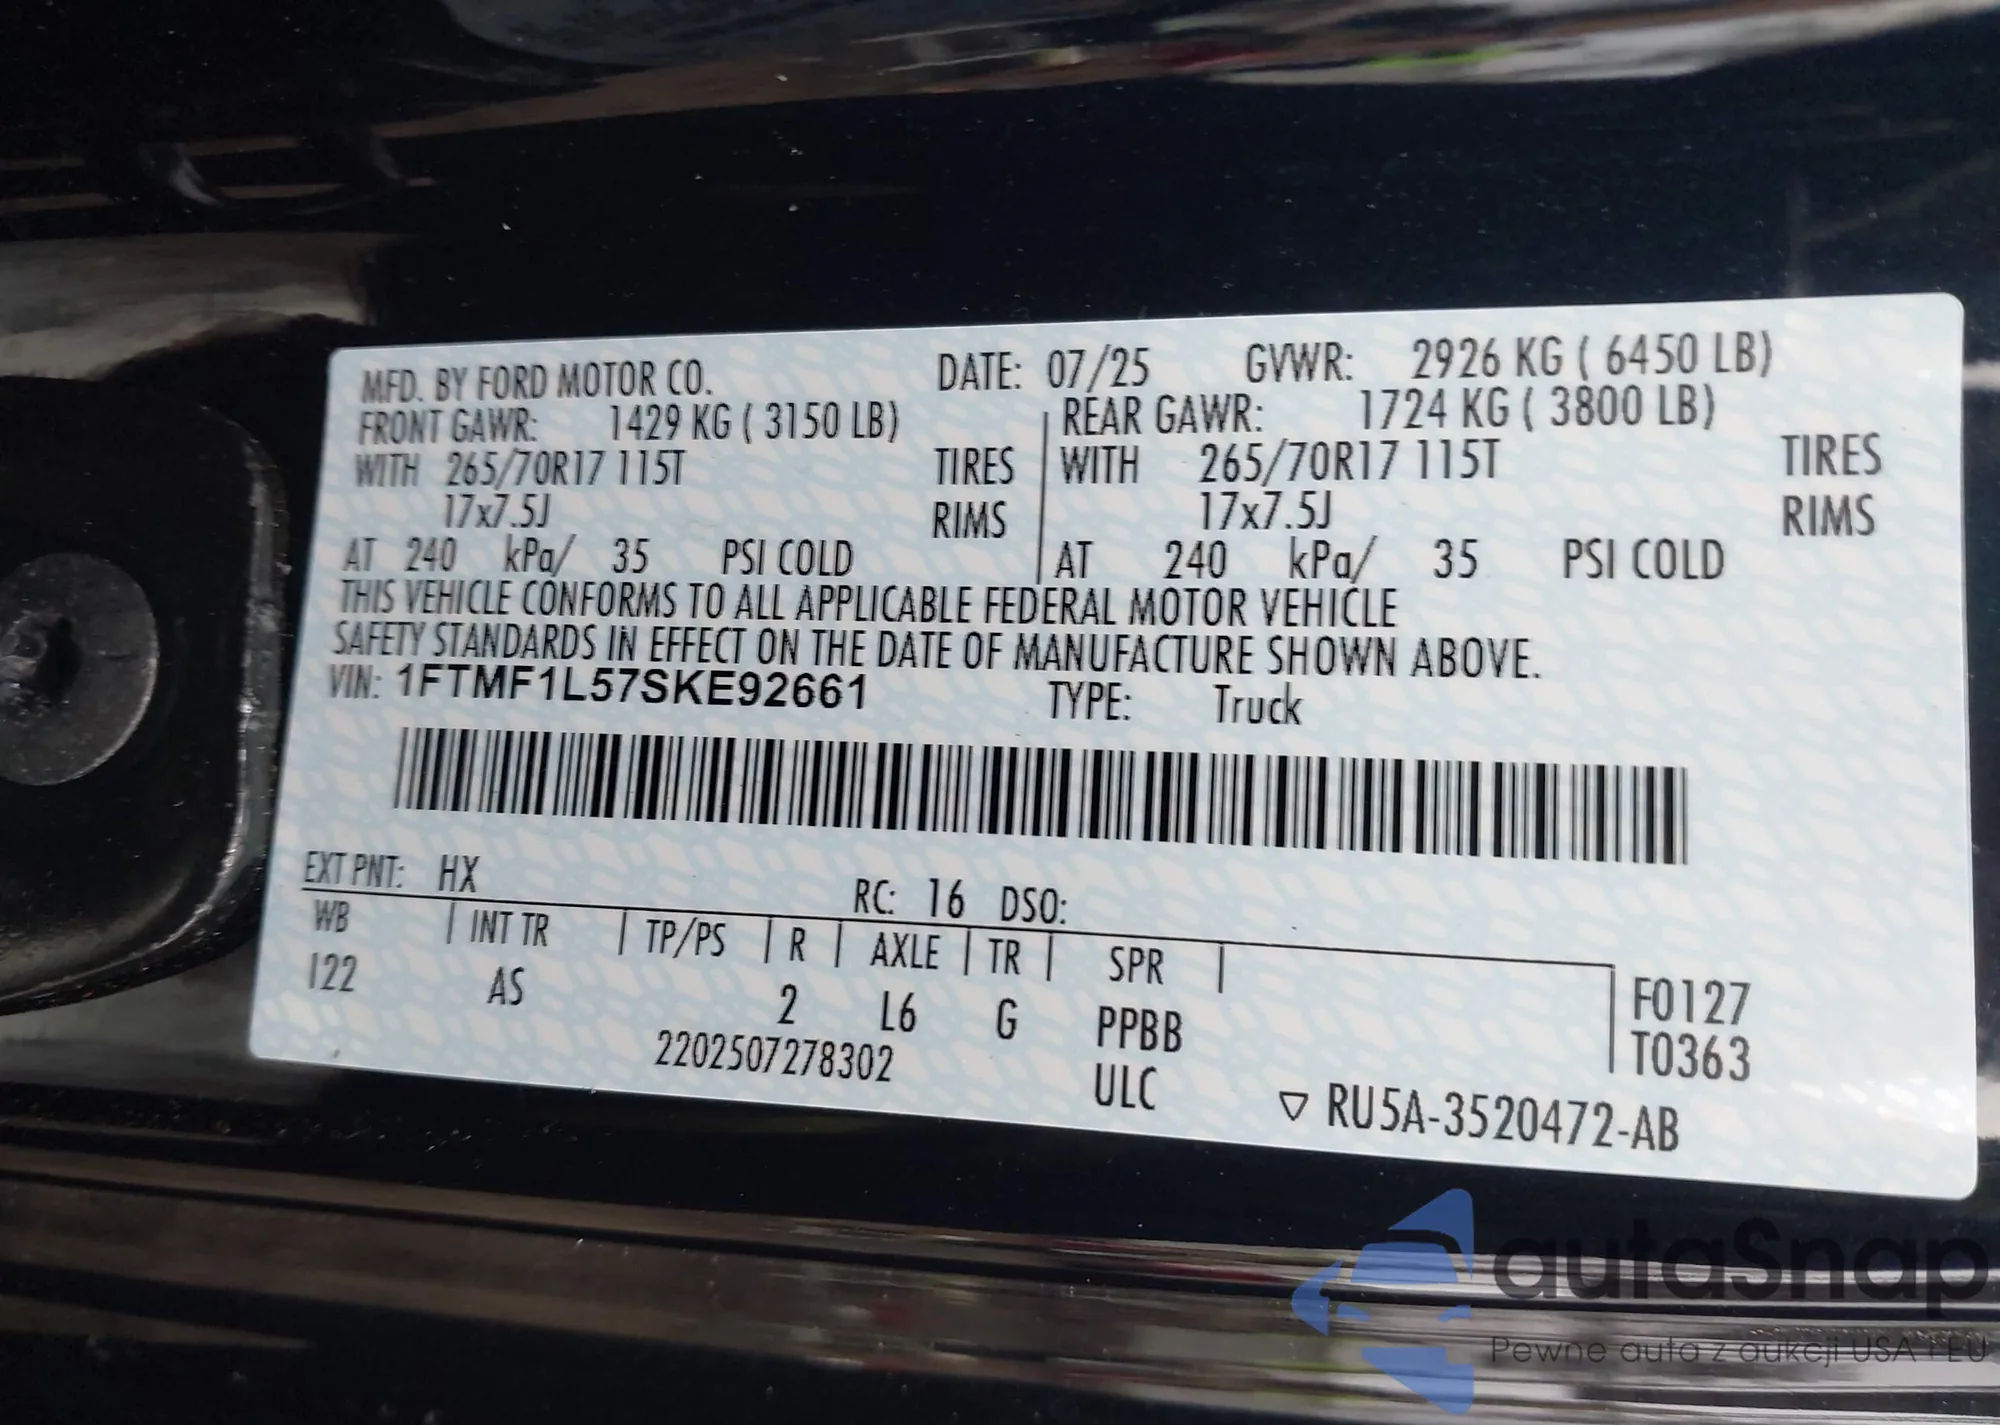 MFD. BY FORD MOTOR CO. DATE: 07/25 GVWR: 2926 KG ( 6450 LB)
FRONT GAWR: 1429 KG ( 3150 LB) REAR GAWR: 1724 KG ( 3800 LB)
WITH 265/70R17 115T TIRES WITH 265/70R17 115T TIRES
17x7.5J RIMS 17x7.5J RIMS
AT 240 kPa/ 35 PSI COLD AT 240 kPa/ 35 PSI COLD
THIS VEHICLE CONFORMS TO ALL APPLICABLE FEDERAL MOTOR VEHICLE
SAFETY STANDARDS IN EFFECT ON THE DATE OF MANUFACTURE SHOWN ABOVE.
VIN: 1FTMF1L57SKE92661 TYPE: Truck
EXT PNT: HX RC: 16 DSO:
WB | INT TR | TP/PS | R | AXLE | TR | SPR |
122 AS 2 L6 G PPBB
F0127
T0363
2202507278302 ULC
▽ RU5A-3520472-AB
autaSnap
Pewne auta z aukcji USA i EU